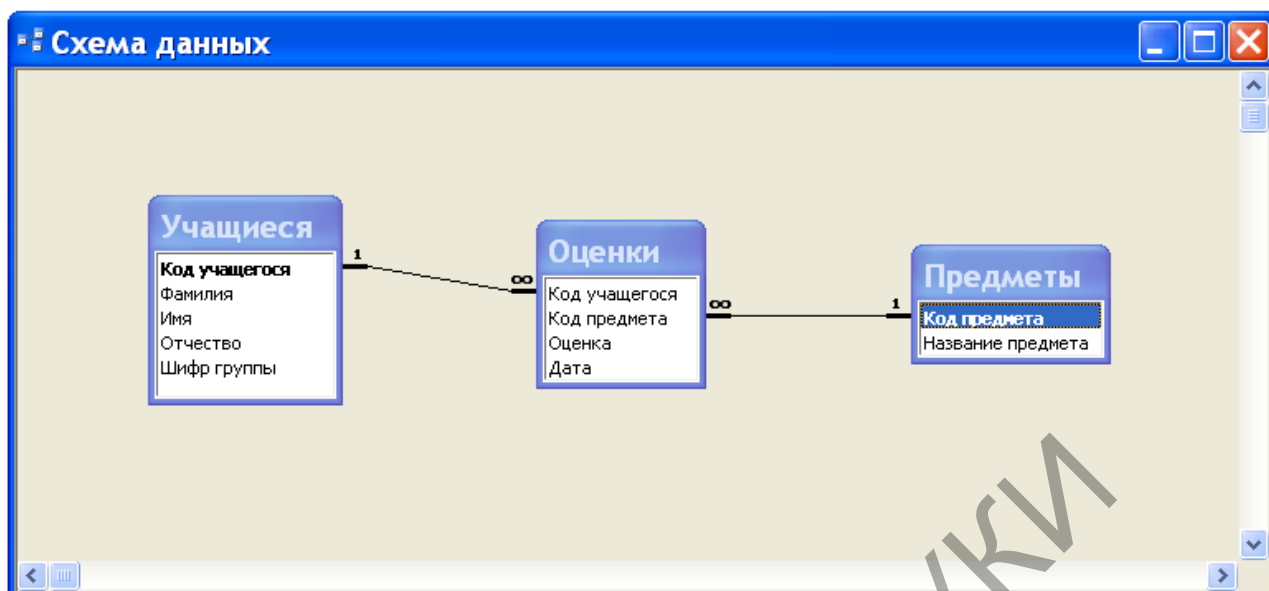 Схема данных
Учащиеся
Код учащегося
Фамилия
Имя
Отчество
Шифр группы
1
∞
Оценки
Код учащегося
Код предмета
Оценка
Дата
∞
1
Предметы
Код предмета
Название предмета